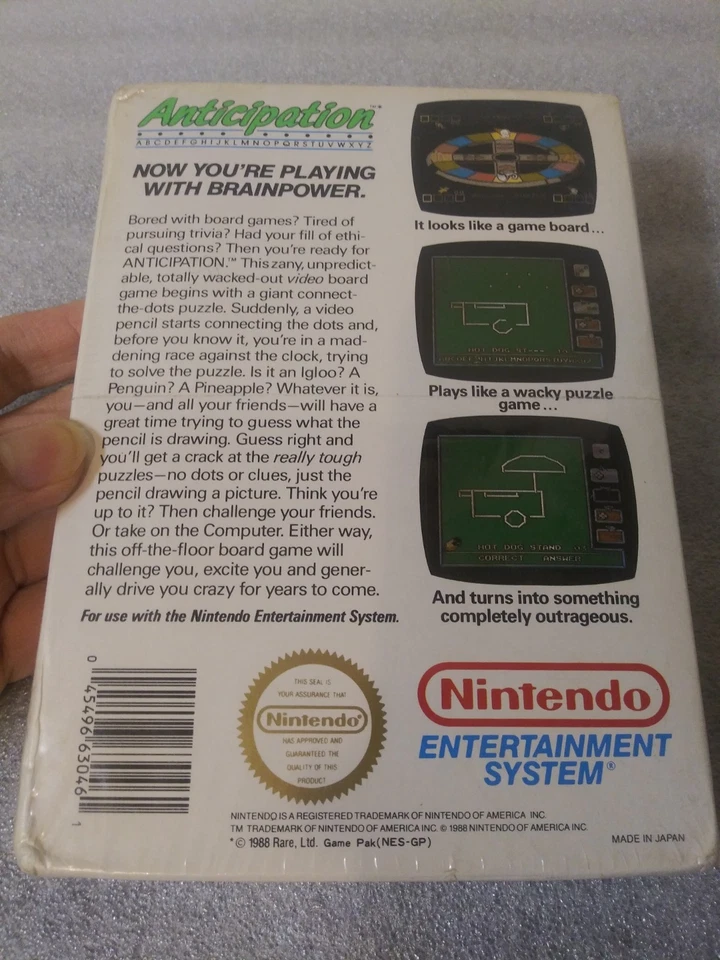 Anticipation™
ABCDEFGHIJKLMNOPQRSTUVWXYZ
NOW YOU'RE PLAYING
WITH BRAINPOWER.
Bored with board games? Tired of
pursuing trivia? Had your fill of ethi-
cal questions? Then you're ready for
ANTICIPATION.™ This zany, unpredict-
able, totally wacked-out video board
game begins with a giant connect-
the-dots puzzle. Suddenly, a video
pencil starts connecting the dots and,
before you know it, you're in a mad-
dening race against the clock, trying
to solve the puzzle. Is it an Igloo? A
Penguin? A Pineapple? Whatever it is,
you—and all your friends—will have a
great time trying to guess what the
pencil is drawing. Guess right and
you'll get a crack at the really tough
puzzles—no dots or clues, just the
pencil drawing a picture. Think you're
up to it? Then challenge your friends.
Or take on the Computer. Either way,
this off-the-floor board game will
challenge you, excite you and gener-
ally drive you crazy for years to come.
For use with the Nintendo Entertainment System.
It looks like a game board...
HOT DOG ST
Plays like a wacky puzzle
game...
HOT DOG STAND
CORRECT ANSWER
And turns into something
completely outrageous.
0 45496 63046 1
THIS SEAL IS
YOUR ASSURANCE THAT
Nintendo®
HAS APPROVED AND
GUARANTEED THE
QUALITY OF THIS
PRODUCT
Nintendo
ENTERTAINMENT
SYSTEM®
NINTENDO IS A REGISTERED TRADEMARK OF NINTENDO OF AMERICA INC.
TM TRADEMARK OF NINTENDO OF AMERICA INC. © 1988 NINTENDO OF AMERICA INC.
*© 1988 Rare, Ltd. Game Pak (NES-GP)
MADE IN JAPAN